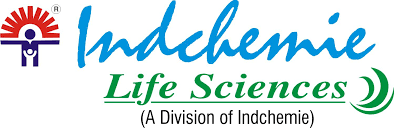 ®
Indchemie
Life Sciences
(A Division of Indchemie)